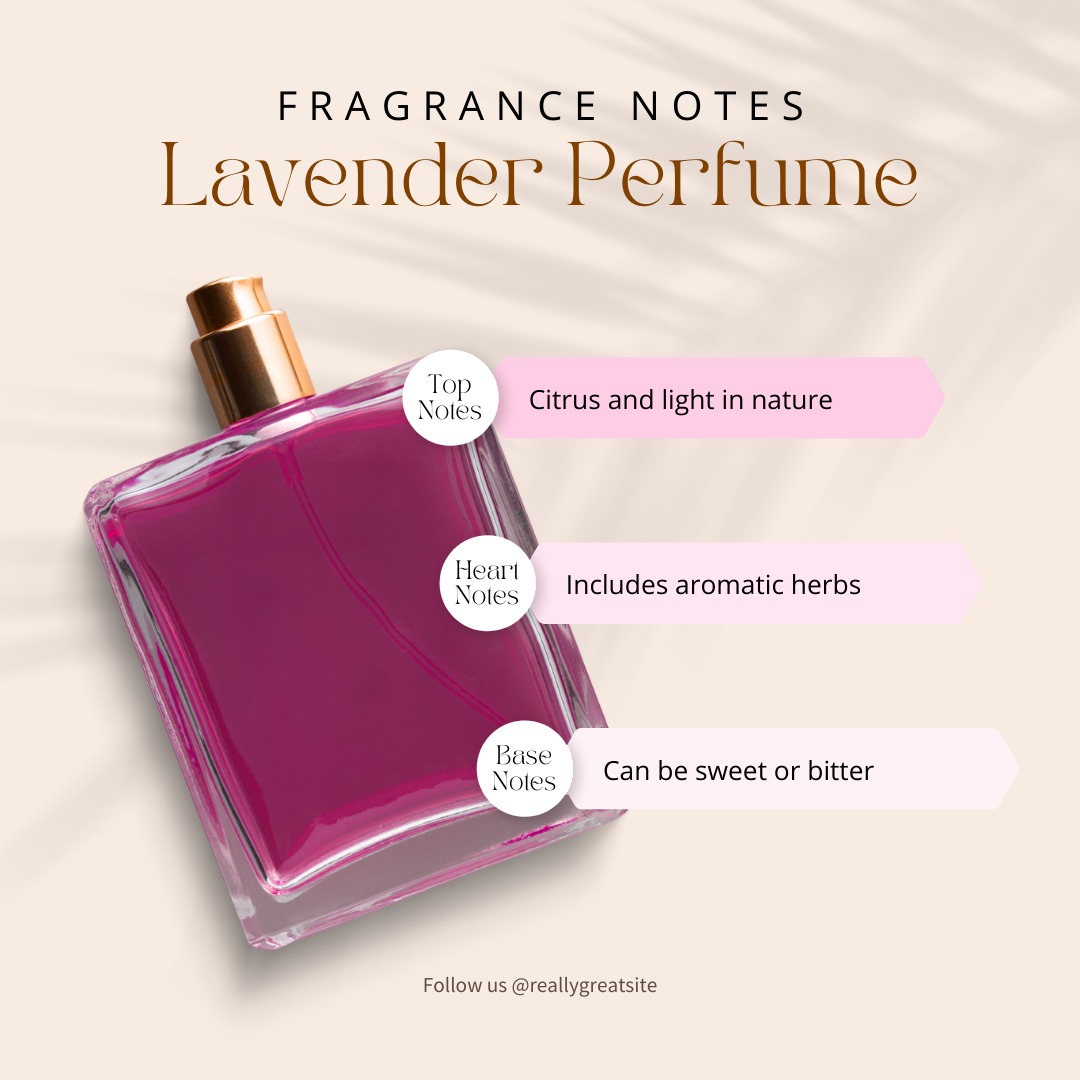 FRAGRANCE NOTES
Lavender Perfume
Top
Notes
Citrus and light in nature
Heart
Notes
Includes aromatic herbs
Base
Notes
Can be sweet or bitter
Follow us @reallygreatsite